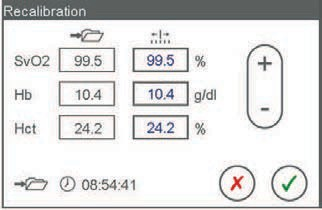 Recalibration
SvO2 99.5 99.5 %
Hb 10.4 10.4 g/dl
Hct 24.2 24.2 %
08:54:41